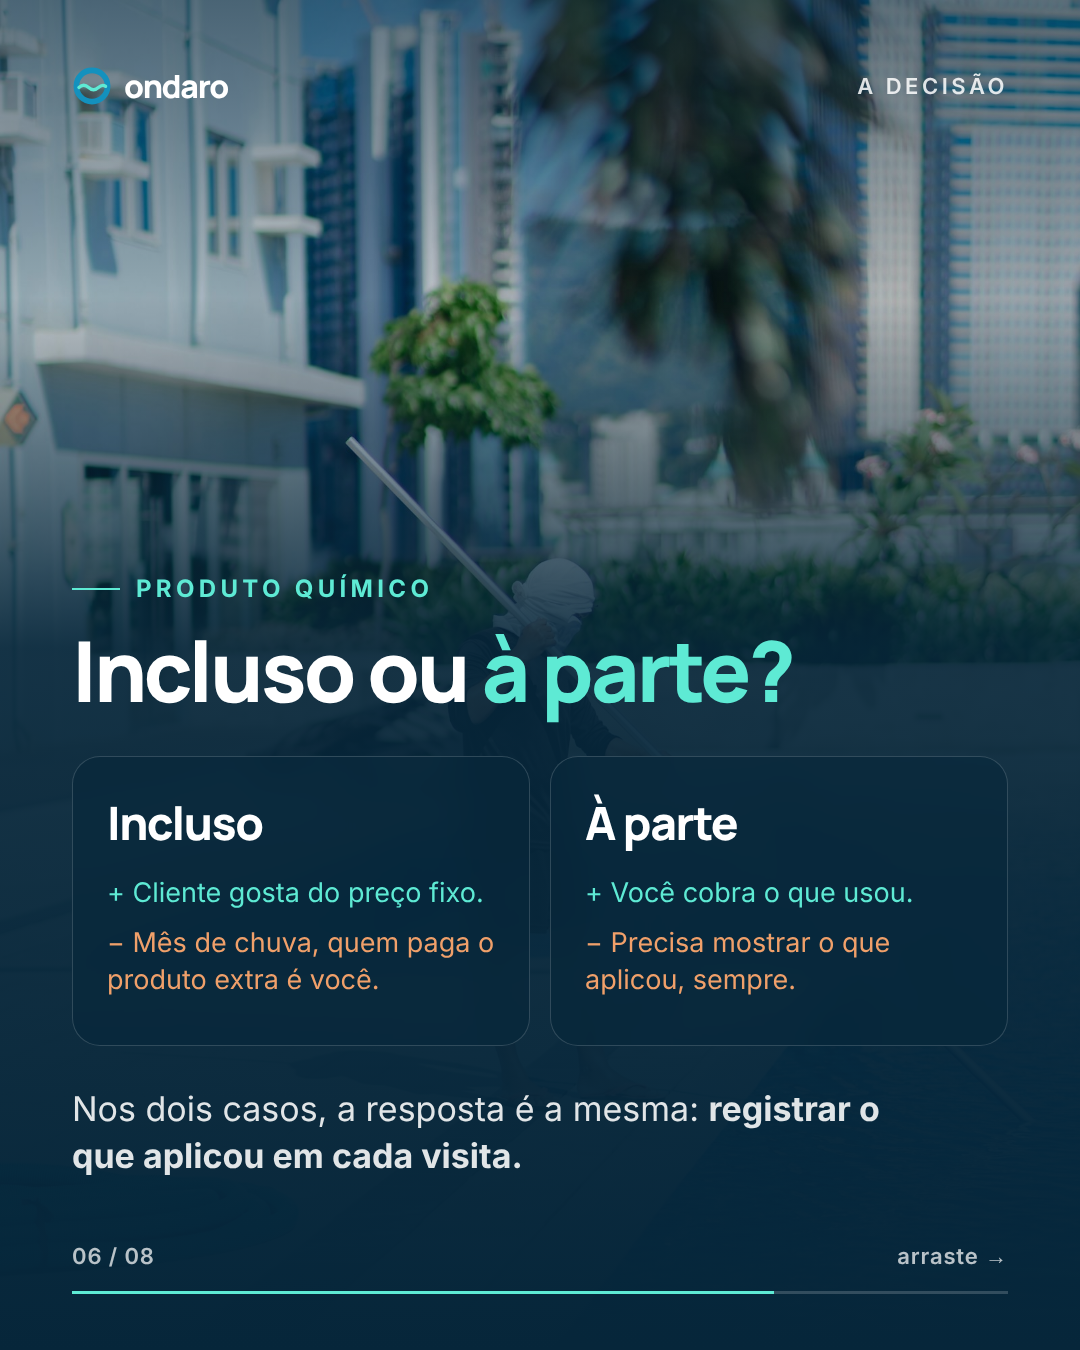 ondaro
A DECISÃO
PRODUTO QUÍMICO
Incluso ou à parte?
Incluso
+ Cliente gosta do preço fixo.
– Mês de chuva, quem paga o
produto extra é você.
À parte
+ Você cobra o que usou.
– Precisa mostrar o que
aplicou, sempre.
Nos dois casos, a resposta é a mesma: registrar o
que aplicou em cada visita.
06 / 08
arraste →